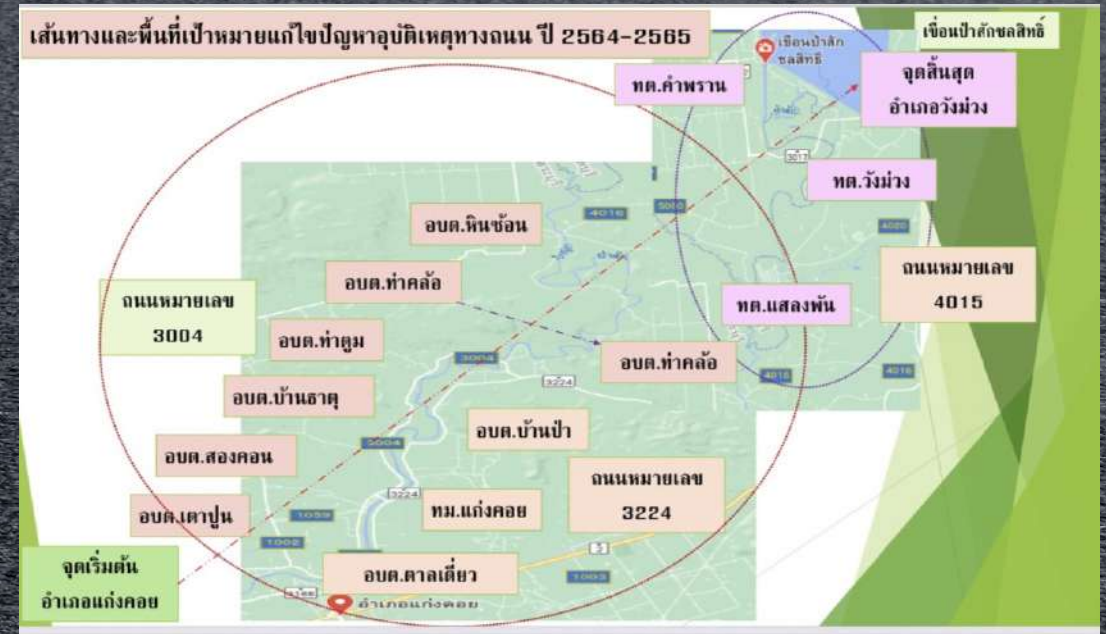 เส้นทางและพื้นที่เป้าหมายแก้ไขปัญหาอุบัติเหตุทางถนน ปี 2564-2565
เขื่อนป่าสักชลสิทธิ์
เขื่อนป่าสัก
ชลสิทธิ์
ทต.คำพราน
จุดสิ้นสุด
อำเภอวังม่วง
3017
ทต.วังม่วง
4016
อบต.หินซ้อน
4020
อบต.ท่าคล้อ
ถนนหมายเลข
4015
ถนนหมายเลข
3004
ทต.แสลงพัน
อบต.ท่าตูม
3004
อบต.ท่าคล้อ
3224
4015
4016
อบต.บ้านธาตุ
อบต.บ้านป่า
อบต.สองคอน
ถนนหมายเลข
3224
3224
อบต.เตาปูน
ทม.แก่งคอย
1002
จุดเริ่มต้น
อำเภอแก่งคอย
อบต.ตาลเดี่ยว
1003
อำเภอแก่งคอย